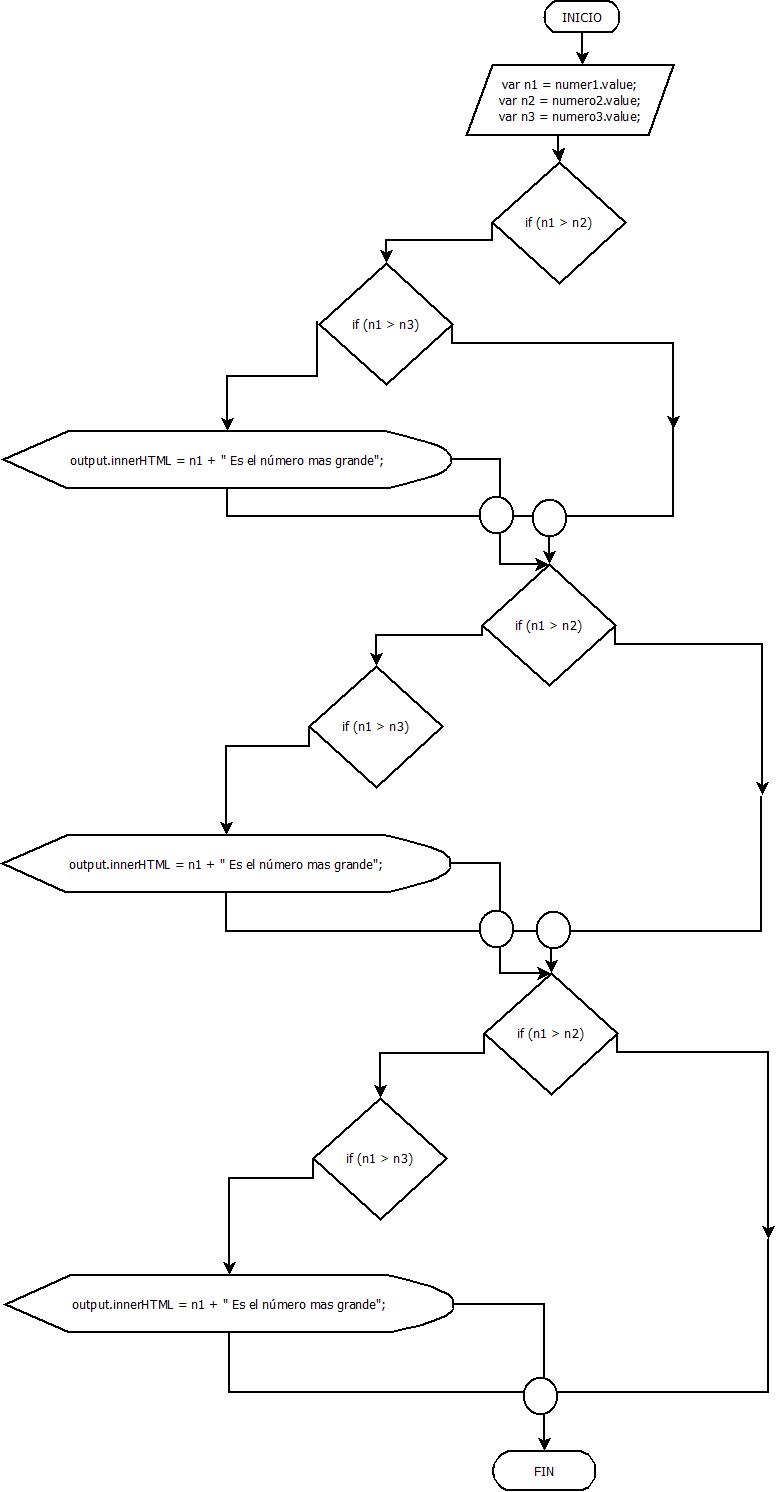 INICIO
var n1 = numer1.value;
var n2 = numero2.value;
var n3 = numero3.value;
if (n1 > n2)
if (n1 > n3)
output.innerHTML = n1 + " Es el número mas grande";
if (n1 > n2)
if (n1 > n3)
output.innerHTML = n1 + " Es el número mas grande";
if (n1 > n2)
if (n1 > n3)
output.innerHTML = n1 + " Es el número mas grande";
FIN